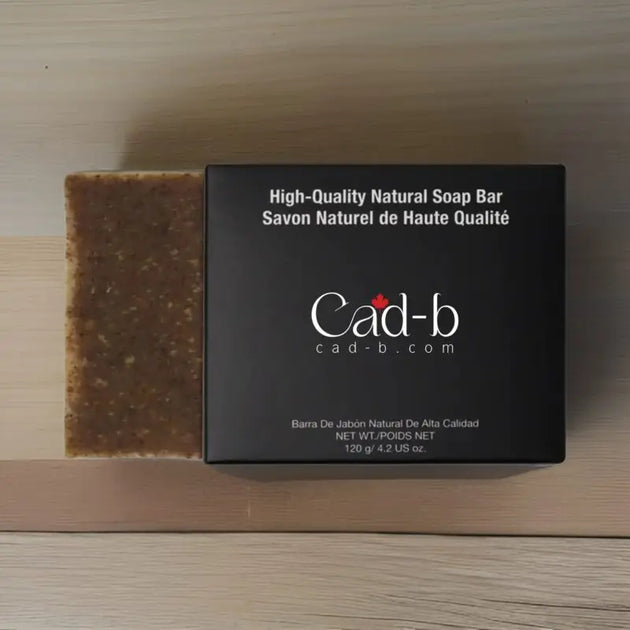 High-Quality Natural Soap Bar
Savon Naturel de Haute Qualité
Cad-b
cad-b.com
Barra De Jabón Natural De Alta Calidad
NET WT./POIDS NET
120 g/ 4.2 US oz.